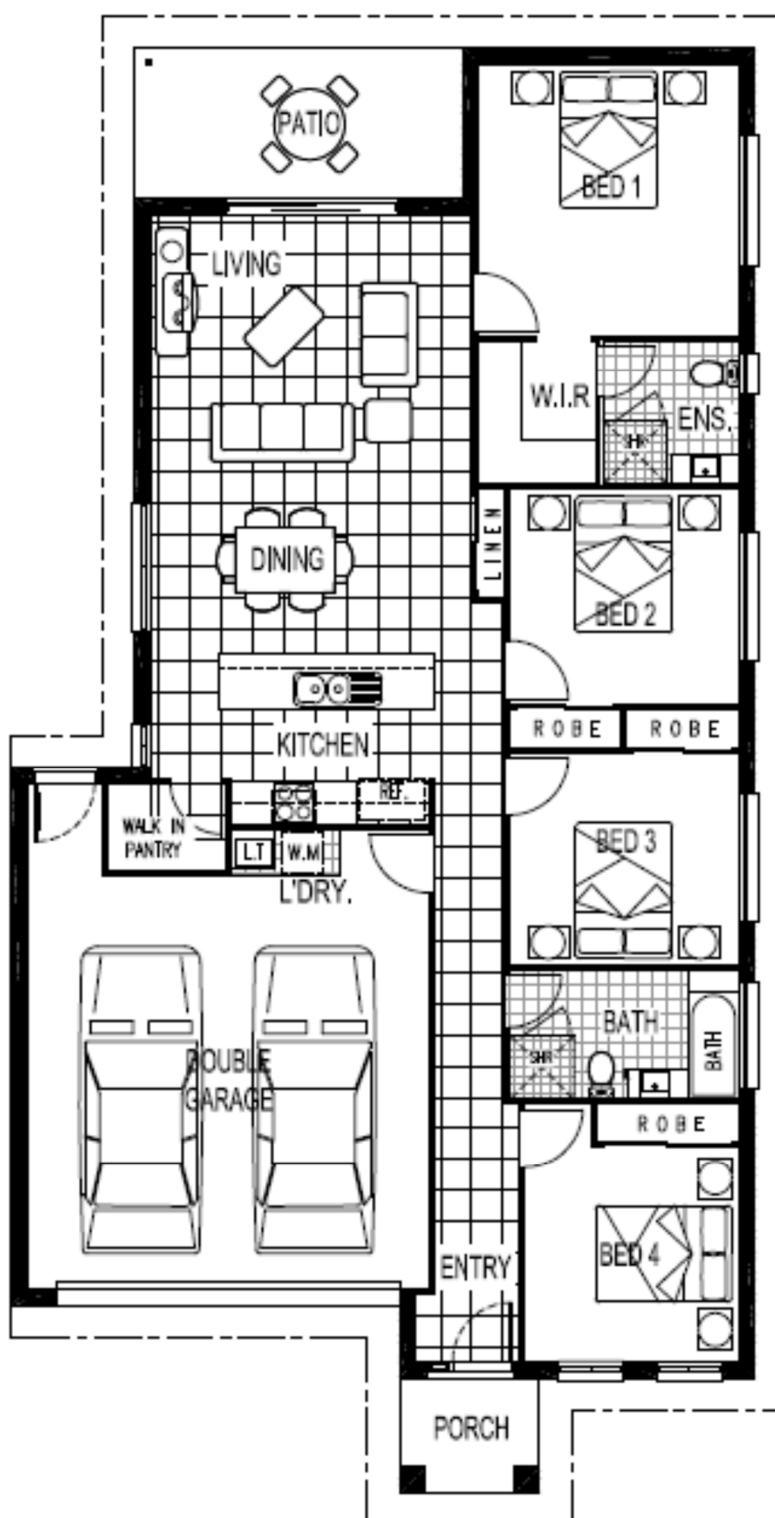 PATIO
BED 1
LIVING
W.I.R
ENS.
SHR
LINEN
DINING
BED 2
ROBE
ROBE
KITCHEN
REF.
WALK IN
PANTRY
L.T
W.M
L'DRY.
BED 3
BATH
BATH
SHR
DOUBLE
GARAGE
ROBE
ENTRY
BED 4
PORCH